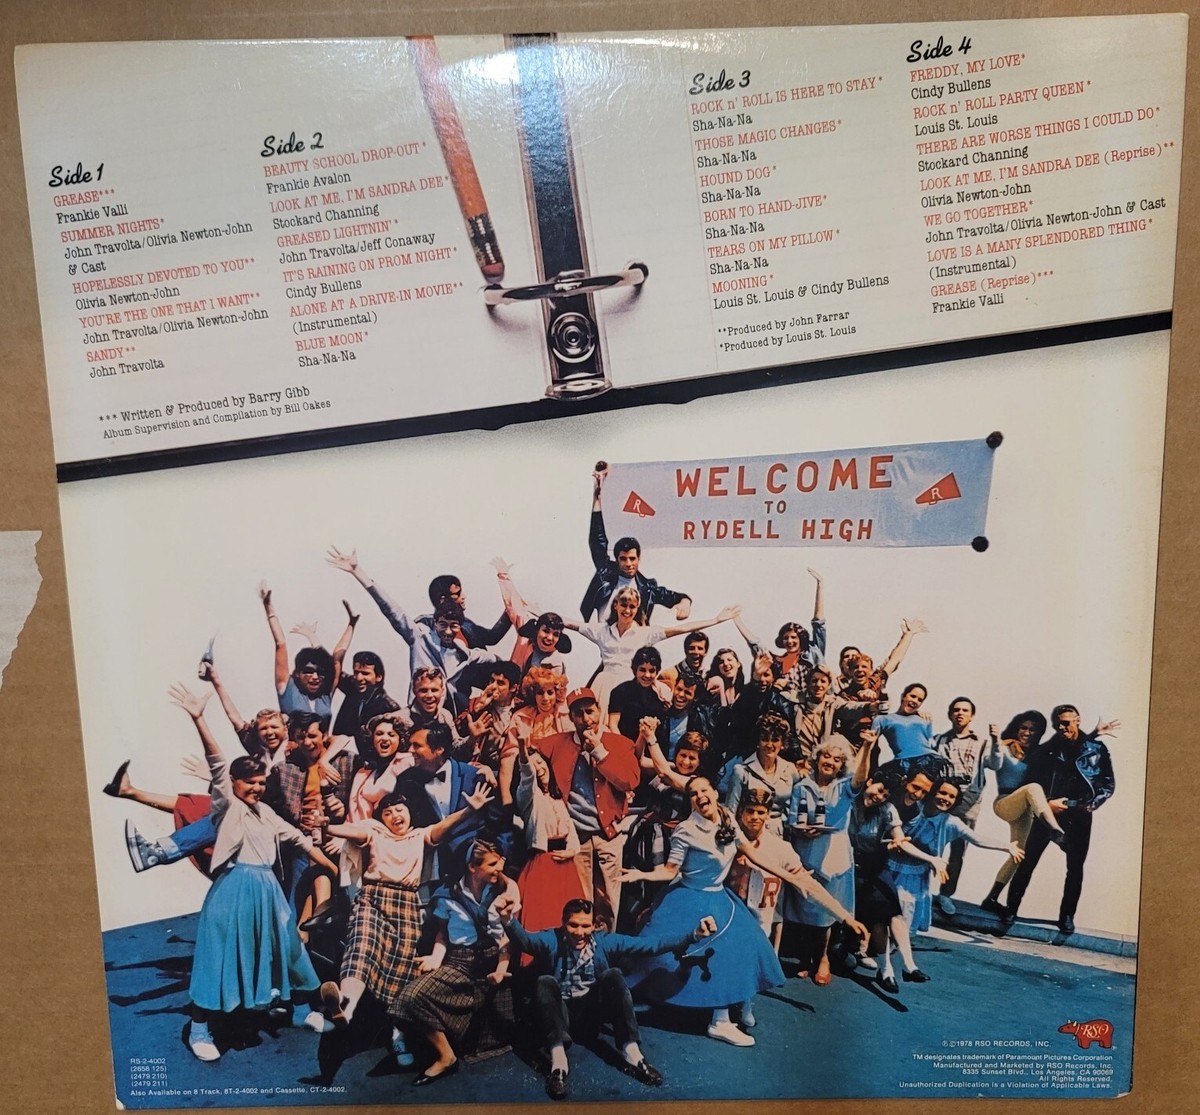 Side 1
GREASE***
Frankie Valli
SUMMER NIGHTS*
John Travolta/Olivia Newton-John
& Cast
HOPELESSLY DEVOTED TO YOU**
Olivia Newton-John
YOU'RE THE ONE THAT I WANT**
John Travolta/Olivia Newton-John
SANDY**
John Travolta
*** Written & Produced by Barry Gibb
Album Supervision and Compilation by Bill Oakes
Side 2
BEAUTY SCHOOL DROP-OUT*
Frankie Avalon
LOOK AT ME, I'M SANDRA DEE*
Stockard Channing
GREASED LIGHTNIN'*
John Travolta/Jeff Conaway
IT'S RAINING ON PROM NIGHT*
Cindy Bullens
ALONE AT A DRIVE-IN MOVIE**
(Instrumental)
BLUE MOON*
Sha-Na-Na
Side 3
ROCK n' ROLL IS HERE TO STAY*
Sha-Na-Na
THOSE MAGIC CHANGES*
Sha-Na-Na
HOUND DOG*
Sha-Na-Na
BORN TO HAND-JIVE*
Sha-Na-Na
TEARS ON MY PILLOW*
Sha-Na-Na
MOONING*
Louis St. Louis & Cindy Bullens
**Produced by John Farrar
*Produced by Louis St. Louis
Side 4
FREDDY, MY LOVE*
Cindy Bullens
ROCK n' ROLL PARTY QUEEN*
Louis St. Louis
THERE ARE WORSE THINGS I COULD DO*
Stockard Channing
LOOK AT ME, I'M SANDRA DEE (Reprise)**
Olivia Newton-John
WE GO TOGETHER*
John Travolta/Olivia Newton-John & Cast
LOVE IS A MANY SPLENDORED THING*
(Instrumental)
GREASE (Reprise)***
Frankie Valli
WELCOME
TO
RYDELL HIGH
R
R
R
RS-2-4002
(2658 125)
(2479 210)
(2479 211)
Also Available on 8 Track, 8T-2-4002 and Cassette, CT-2-4002.
RSO
℗©1978 RSO RECORDS, INC.
TM designates trademark of Paramount Pictures Corporation
Manufactured and Marketed by RSO Records, Inc.
8335 Sunset Blvd., Los Angeles, CA 90069
All Rights Reserved.
Unauthorized Duplication is a Violation of Applicable Laws.